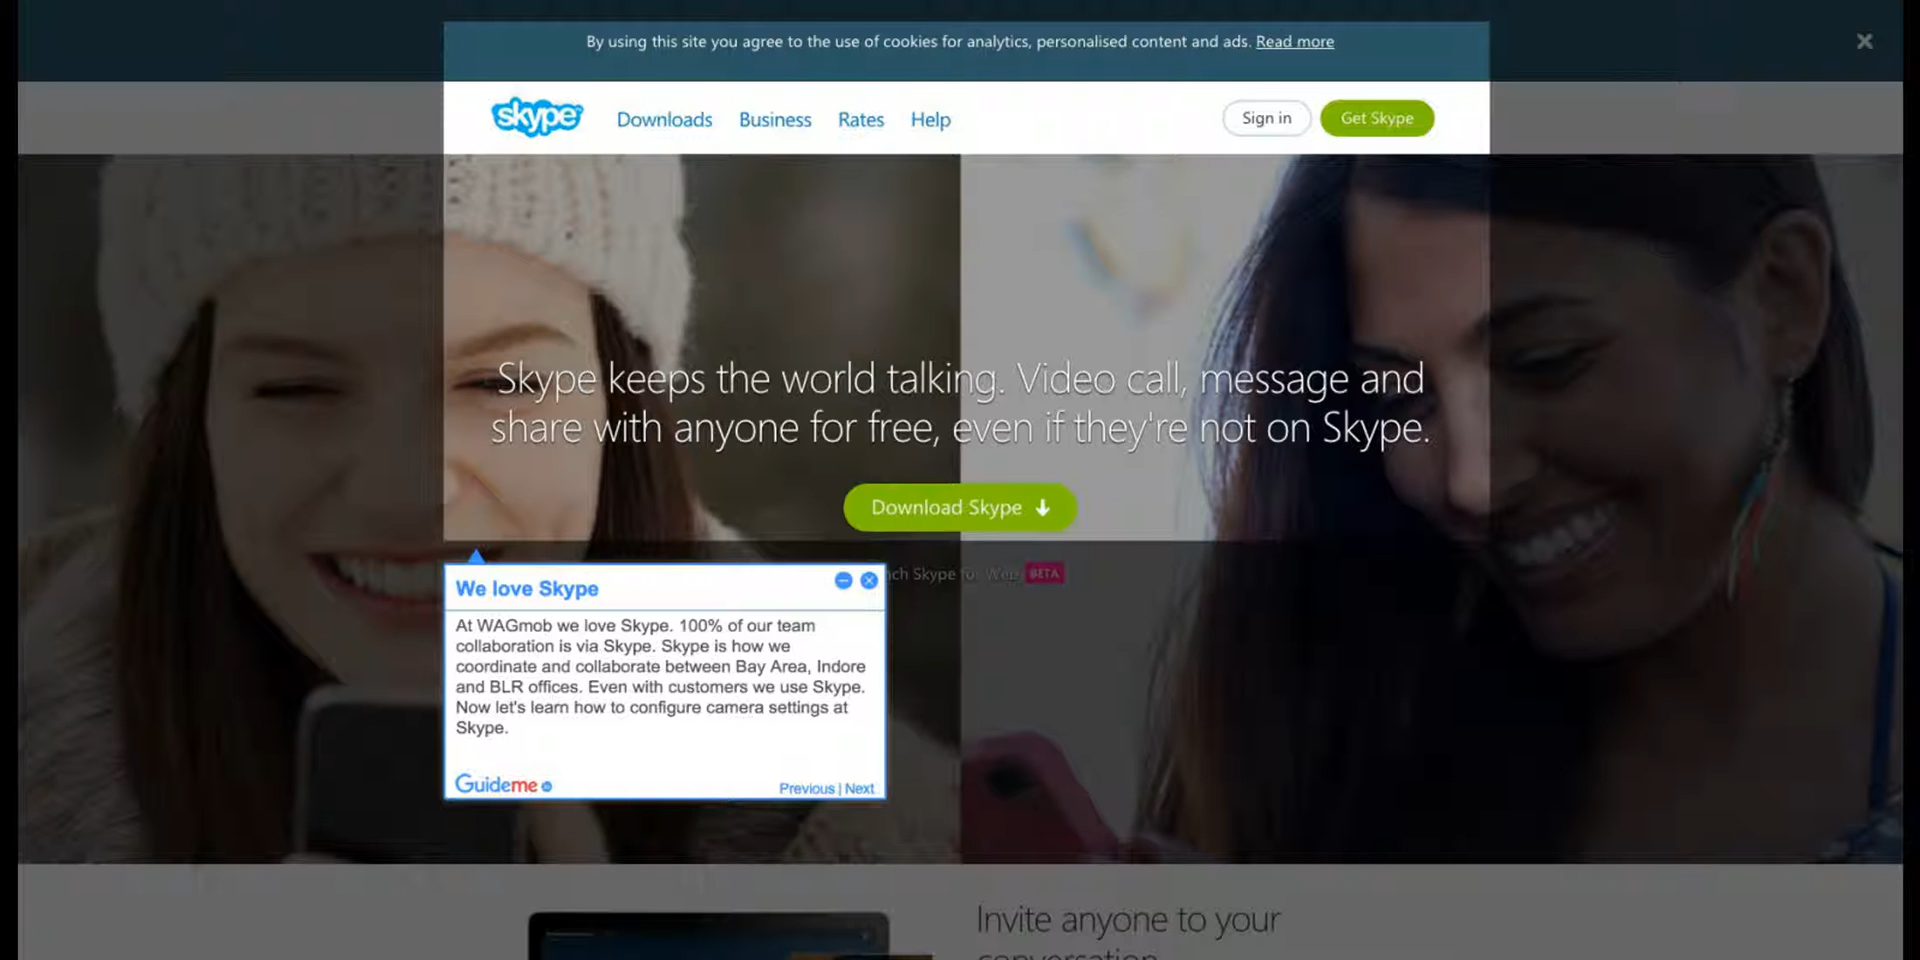 By using this site you agree to the use of cookies for analytics, personalised content and ads. Read more
skype Downloads Business Rates Help Sign in Get Skype
Skype keeps the world talking. Video call, message and
share with anyone for free, even if they're not on Skype.
Download Skype
Skype for Web BETA
We love Skype
At WAGmob we love Skype. 100% of our team
collaboration is via Skype. Skype is how we
coordinate and collaborate between Bay Area, Indore
and BLR offices. Even with customers we use Skype.
Now let's learn how to configure camera settings at
Skype.
Guideme
Previous | Next
Invite anyone to your
conversation